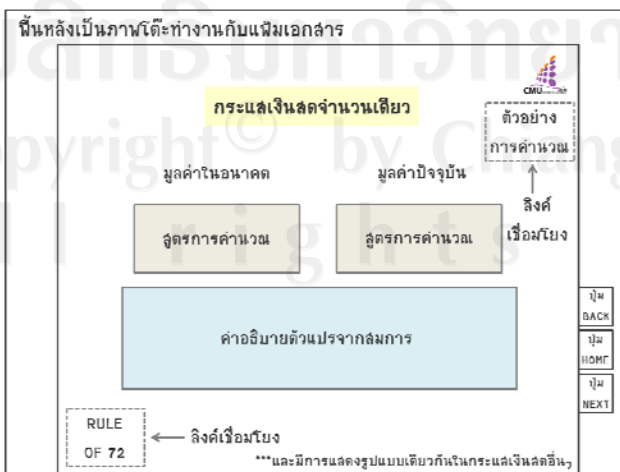 พื้นหลังเป็นภาพโต๊ะทำงานกับแฟ้มเอกสาร
CMU
กระแสเงินสดจำนวนเดียว
ตัวอย่าง
การคำนวณ
มูลค่าในอนาคต
มูลค่าปัจจุบัน
ลิงค์
เชื่อมโยง
สูตรการคำนวณ
สูตรการคำนวณ
คำอธิบายตัวแปรจากสมการ
ปุ่ม
BACK
ปุ่ม
HOME
ปุ่ม
NEXT
RULE
OF 72
ลิงค์เชื่อมโยง
***และมีการแสดงรูปแบบเดียวกันในกระแสเงินสดอื่นๆ